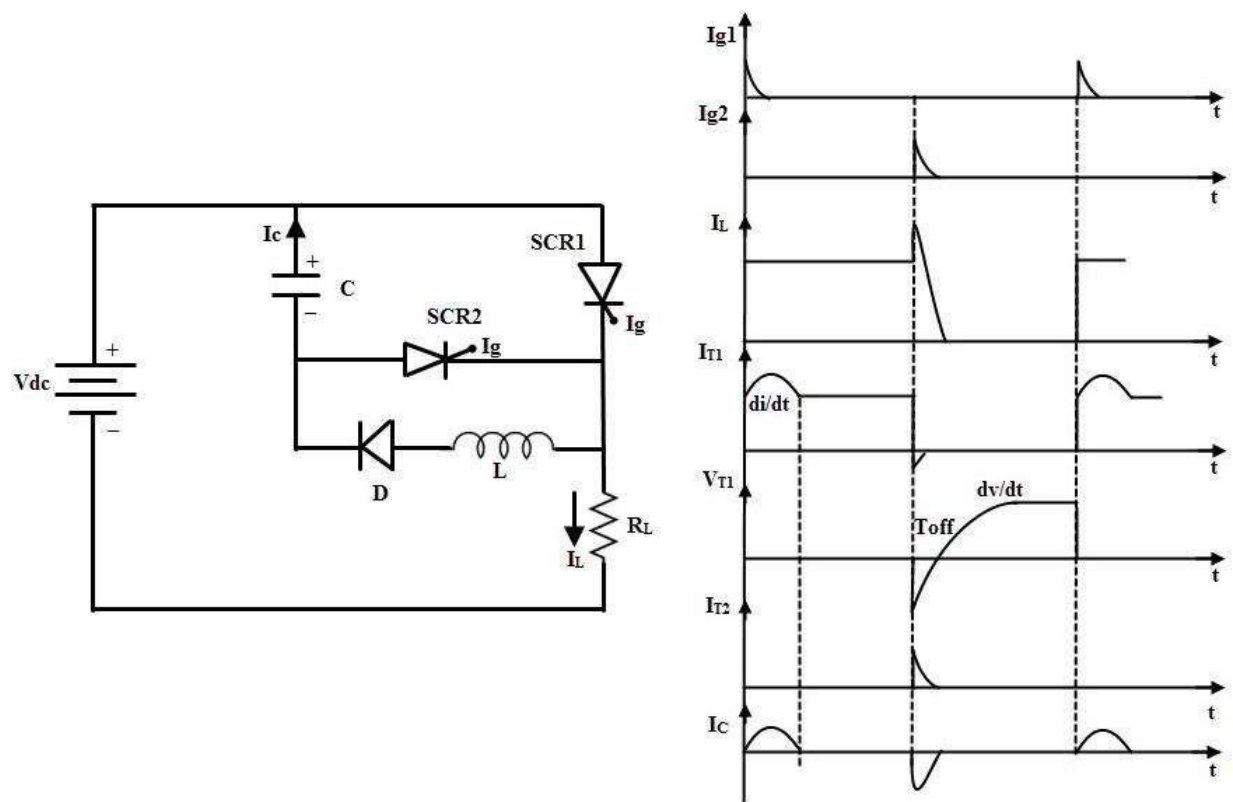 Ic
+
C
–
SCR1
Ig
SCR2
Ig
+
Vdc
–
D
L
RL
IL
Ig1
t
Ig2
t
IL
t
IT1
di/dt
t
VT1
dv/dt
Toff
t
IT2
t
IC
t